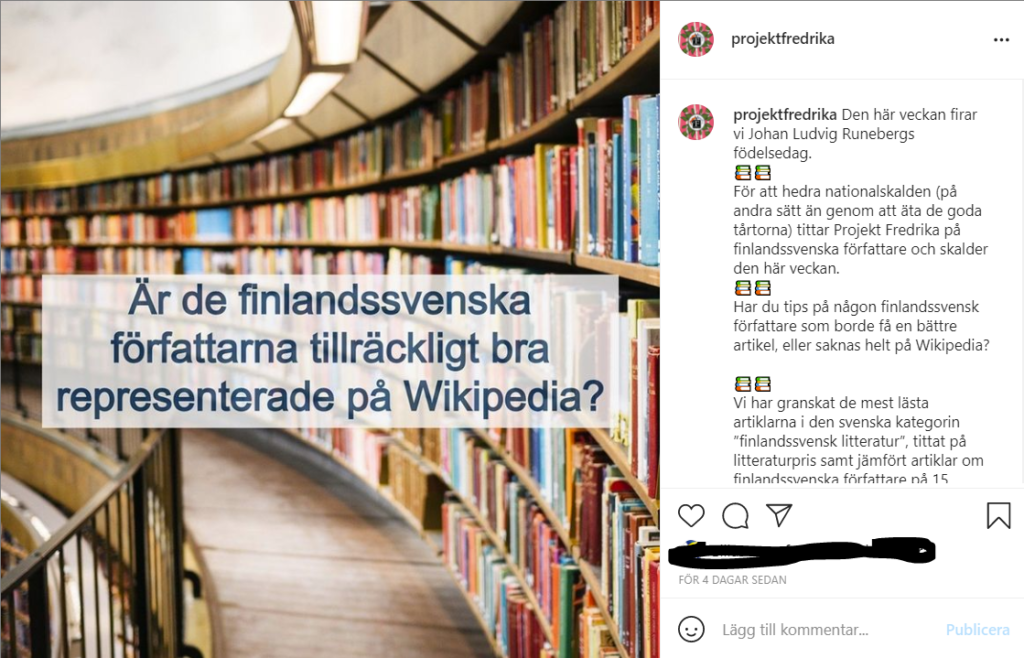 Är de finlandssvenska
författarna tillräckligt bra
representerade på Wikipedia?
projektfredrika
projektfredrika Den här veckan firar
vi Johan Ludvig Runebergs
födelsedag.
För att hedra nationalskalden (på
andra sätt än genom att äta de goda
tårtorna) tittar Projekt Fredrika på
finlandssvenska författare och skalder
den här veckan.
Har du tips på någon finlandssvensk
författare som borde få en bättre
artikel, eller saknas helt på Wikipedia?
Vi har granskat de mest lästa
artiklarna i den svenska kategorin
”finlandssvensk litteratur”, tittat på
litteraturpris samt jämfört artiklar om
finlandssvenska författare på 15
FÖR 4 DAGAR SEDAN
Lägg till kommentar... Publicera